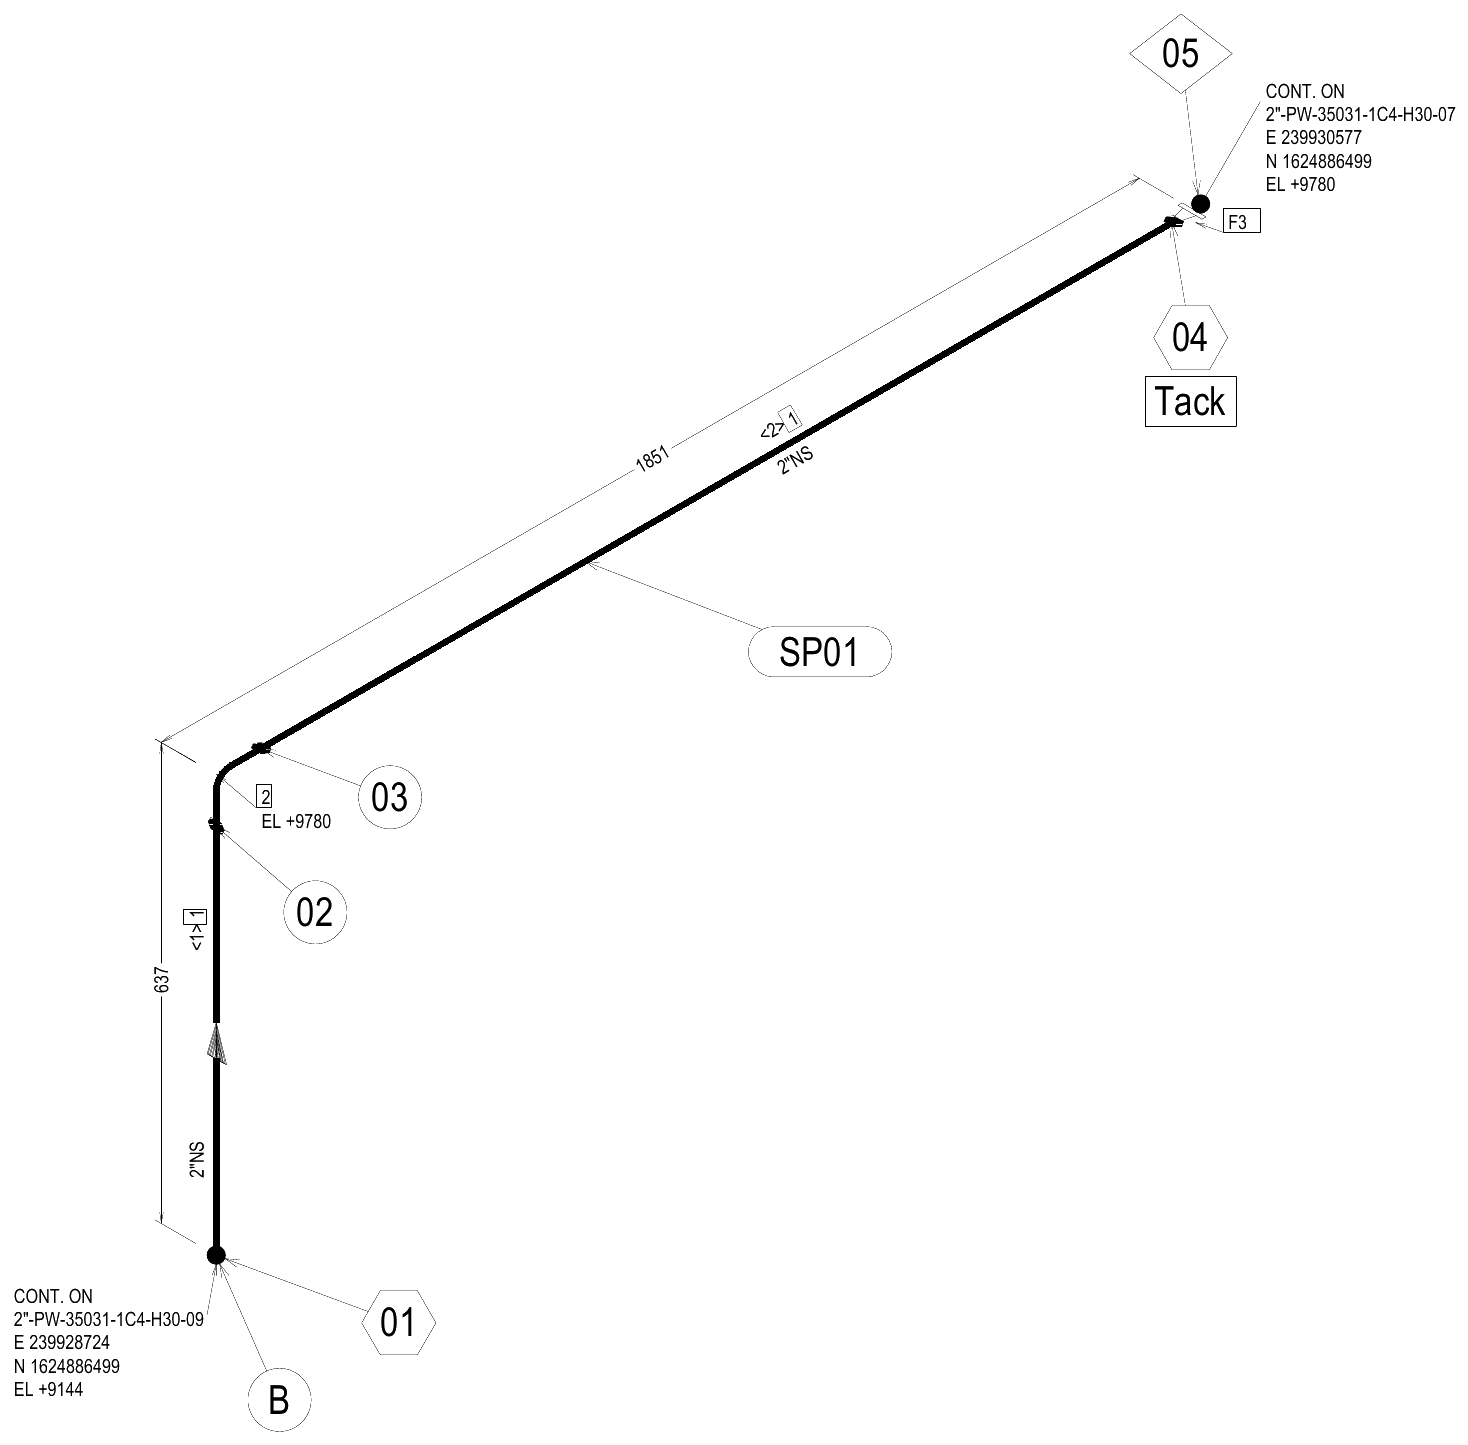 05
CONT. ON
2"-PW-35031-1C4-H30-07
E 239930577
N 1624886499
EL +9780
F3
04
Tack
<2> 1
2"NS
1851
SP01
03
2
EL +9780
02
<1> 1
637
2"NS
CONT. ON
2"-PW-35031-1C4-H30-09
E 239928724
N 1624886499
EL +9144
01
B